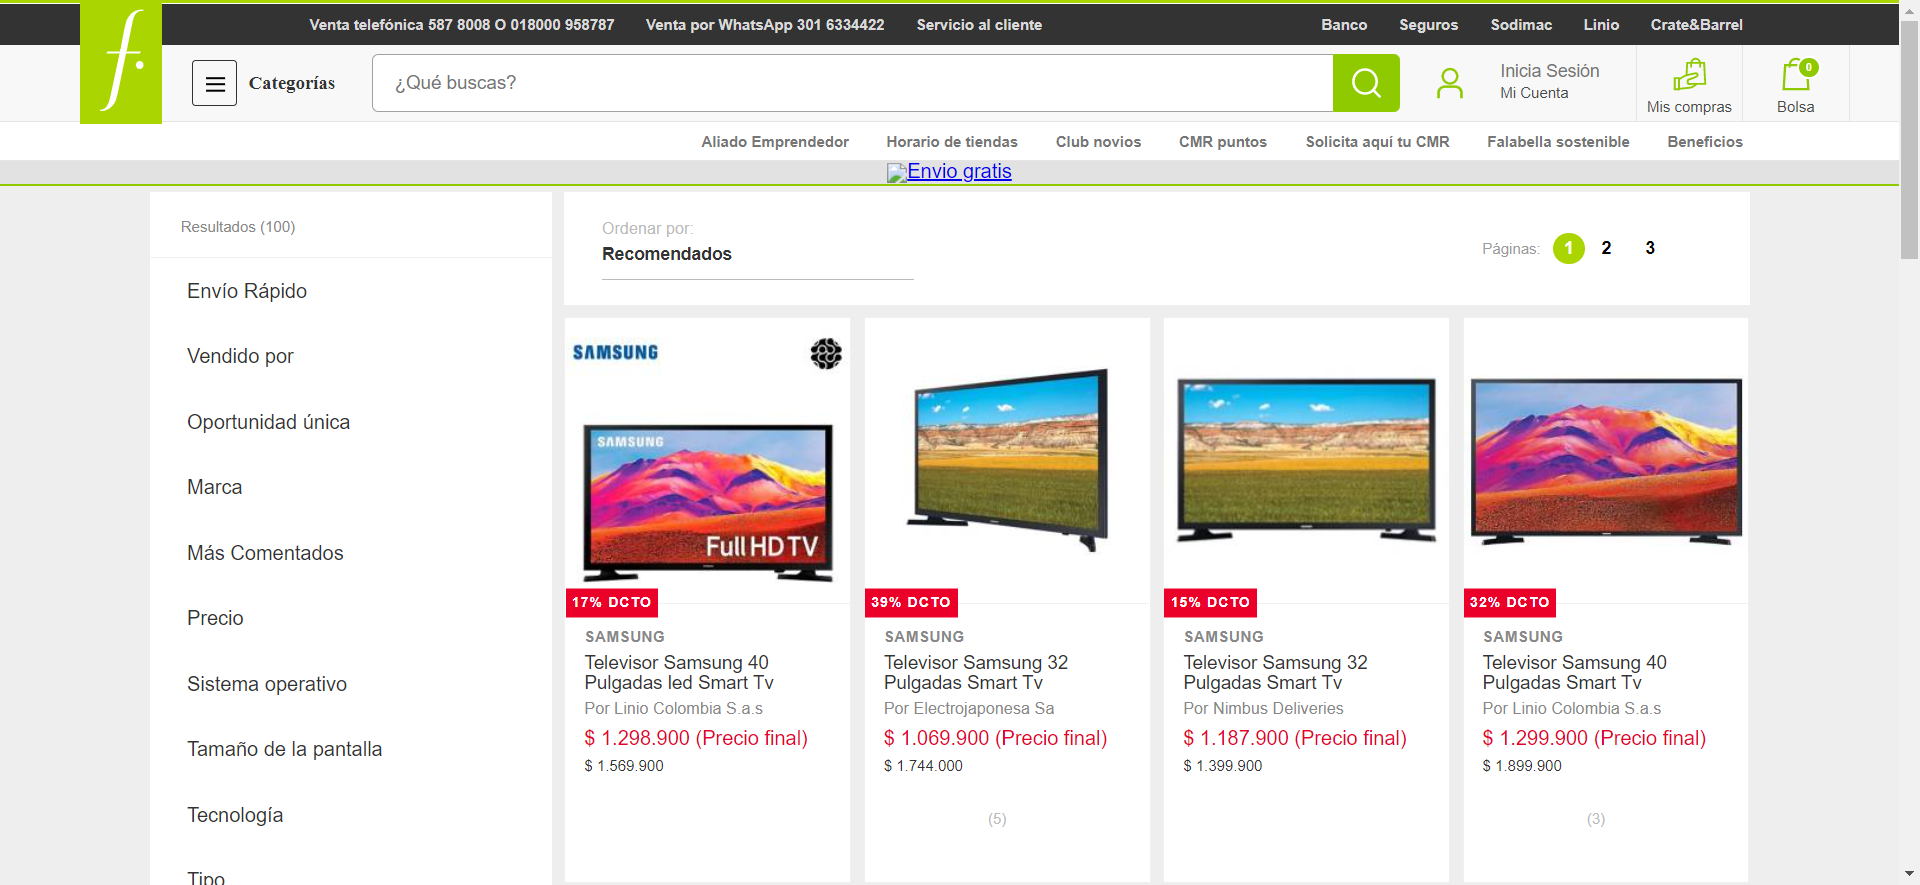 Venta telefónica 587 8008 O 018000 958787 Venta por WhatsApp 301 6334422 Servicio al cliente Banco Seguros Sodimac Linio Crate&Barrel
f.
Categorías
¿Qué buscas?
Inicia Sesión
Mi Cuenta
Mis compras
0
Bolsa
Aliado Emprendedor Horario de tiendas Club novios CMR puntos Solicita aquí tu CMR Falabella sostenible Beneficios
Envio gratis
Resultados (100)
Envío Rápido
Vendido por
Oportunidad única
Marca
Más Comentados
Precio
Sistema operativo
Tamaño de la pantalla
Tecnología
Tipo
Ordenar por:
Recomendados
Páginas: 1 2 3
SAMSUNG
SAMSUNG
Full HD TV
17% DCTO
SAMSUNG
Televisor Samsung 40
Pulgadas led Smart Tv
Por Linio Colombia S.a.s
$ 1.298.900 (Precio final)
$ 1.569.900
39% DCTO
SAMSUNG
Televisor Samsung 32
Pulgadas Smart Tv
Por Electrojaponesa Sa
$ 1.069.900 (Precio final)
$ 1.744.000
(5)
15% DCTO
SAMSUNG
Televisor Samsung 32
Pulgadas Smart Tv
Por Nimbus Deliveries
$ 1.187.900 (Precio final)
$ 1.399.900
32% DCTO
SAMSUNG
Televisor Samsung 40
Pulgadas Smart Tv
Por Linio Colombia S.a.s
$ 1.299.900 (Precio final)
$ 1.899.900
(3)